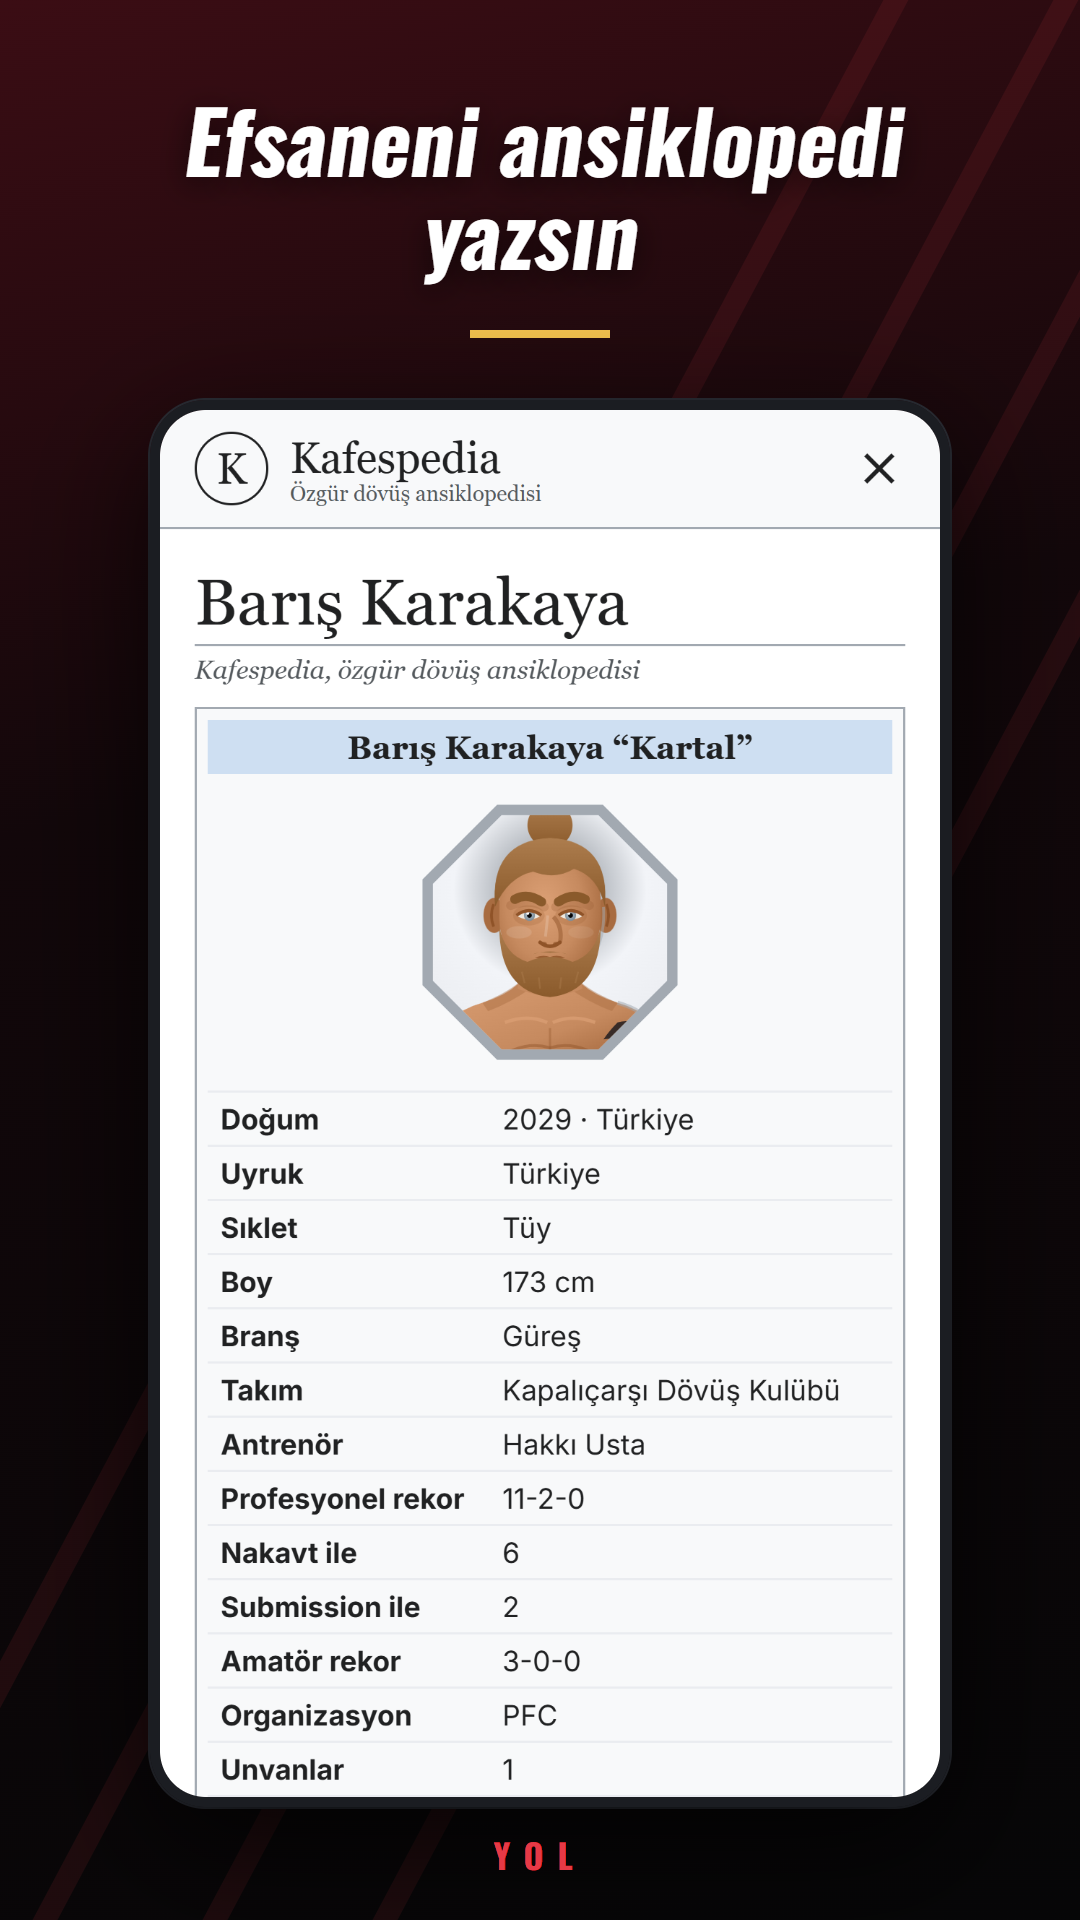 Efsaneni ansiklopedi
yazsın
K
Kafespedia
Özgür dövüş ansiklopedisi
Barış Karakaya
Kafespedia, özgür dövüş ansiklopedisi
Barış Karakaya “Kartal”
Doğum 2029 · Türkiye
Uyruk Türkiye
Sıklet Tüy
Boy 173 cm
Branş Güreş
Takım Kapalıçarşı Dövüş Kulübü
Antrenör Hakkı Usta
Profesyonel rekor 11-2-0
Nakavt ile 6
Submission ile 2
Amatör rekor 3-0-0
Organizasyon PFC
Unvanlar 1
YOL